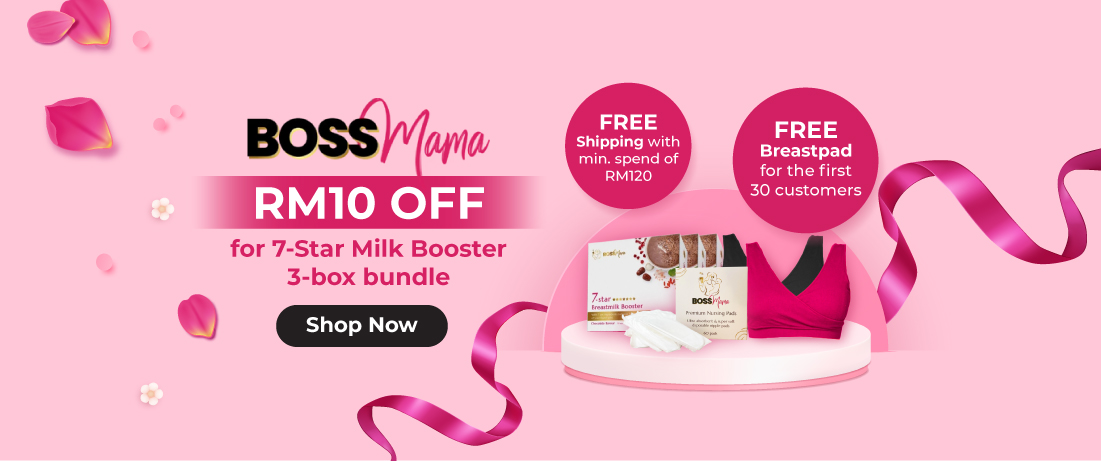 BOSS Mama
RM10 OFF
for 7-Star Milk Booster
3-box bundle
Shop Now
FREE
Shipping with
min. spend of
RM120
FREE
Breastpad
for the first
30 customers
7-star
Breastmilk Booster
BOSS Mama
Premium Nursing Pads